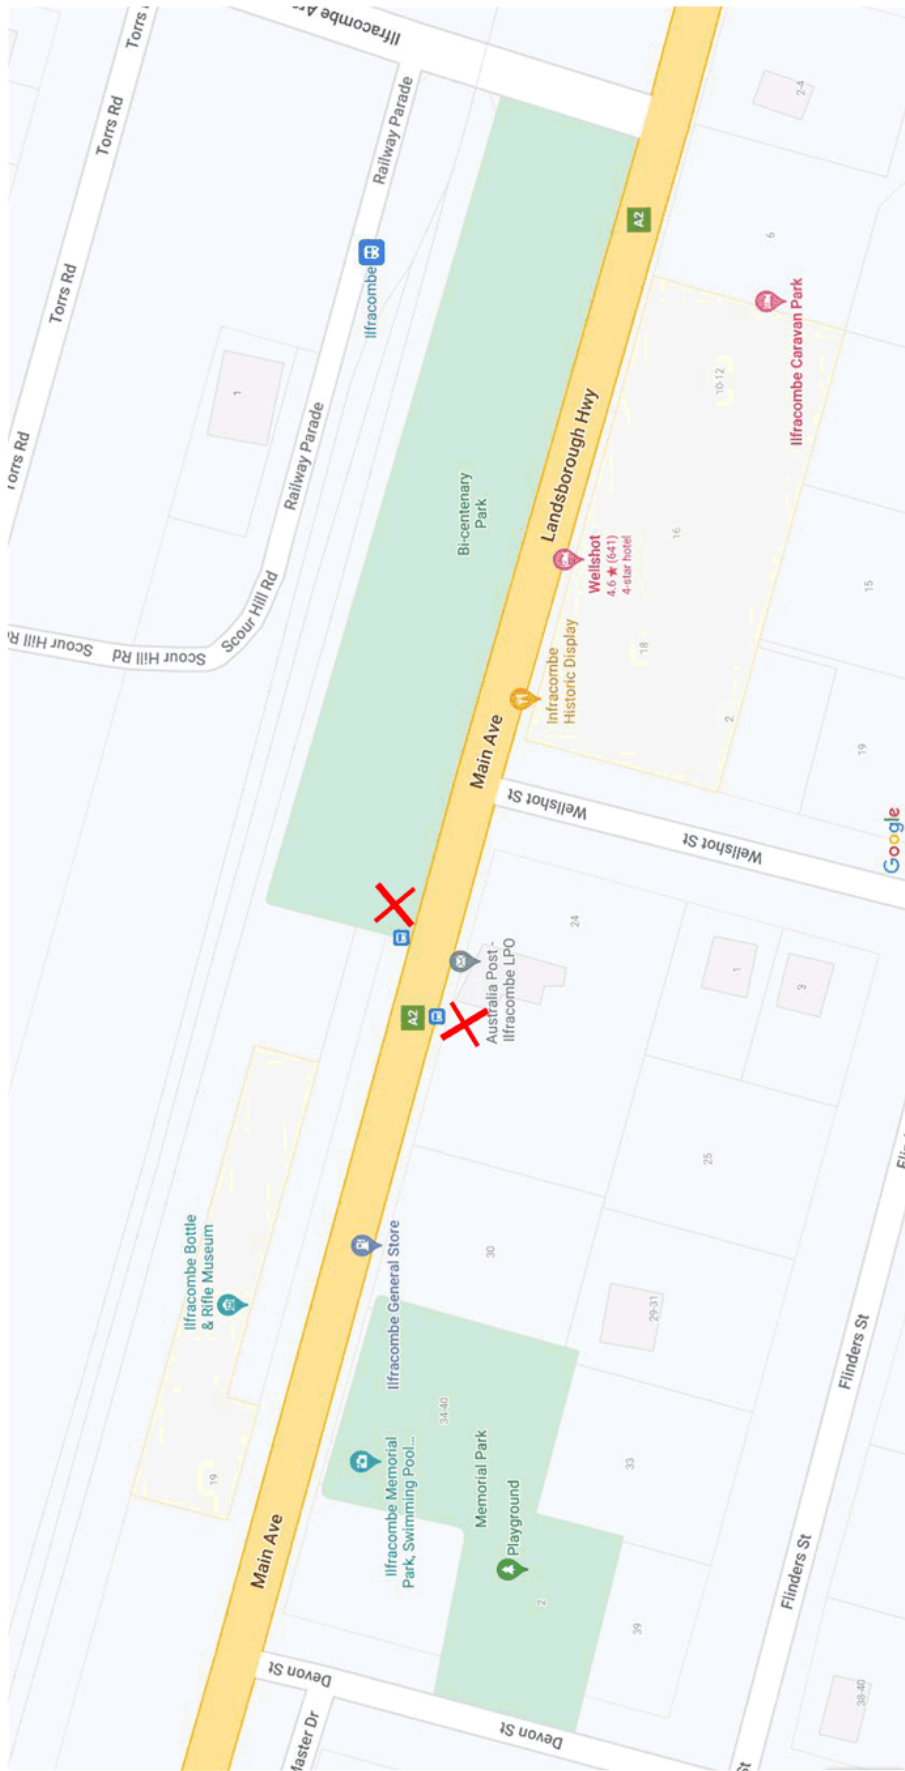 Torrs Rd
Torrs Rd
Torrs Rd
Scour Hill Rd
Scour Hill Rd
Ilfracombe Bottle
& Rifle Museum
19
1
Scour Hill Rd
Railway Parade
Main Ave
Devon St
Master Dr
Ilfracombe
Railway Parade
Ilfracombe Memorial
Park, Swimming Pool...
Ilfracombe General Store
A2
34-40
Bi-centenary
Park
Memorial Park
Playground
30
Main Ave
Australia Post -
Ilfracombe LPO
Devon St
2
Infracombe
Historic Display
Landsborough Hwy
Wellshot St
24
Wellshot
4.6 ★ (641)
4-star hotel
33
39
29-31
18
A2
16
25
10-12
Wellshot St
2
1
6
Ilfracombe Caravan Park
Flinders St
3
2-4
Flinders St
38-40
19
15
Google